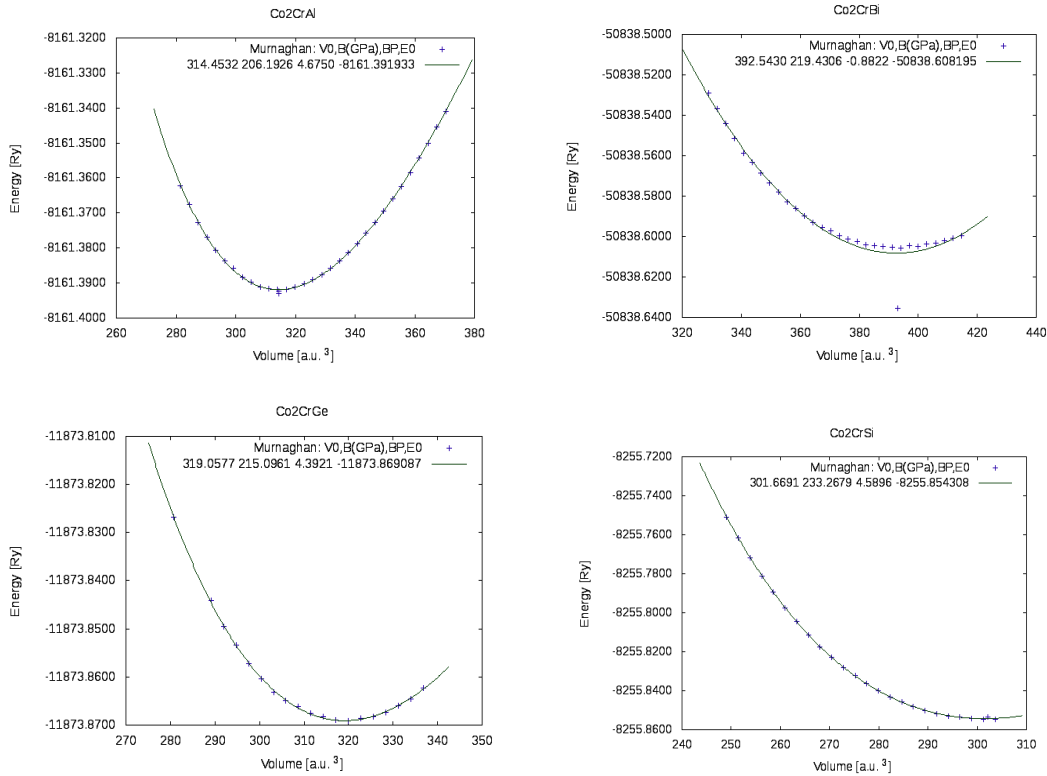 Co2CrAl
Murnaghan: V0,B(GPa),BP,E0
314.4532 206.1926 4.6750 -8161.391933
Energy [Ry]
-8161.3200
-8161.3300
-8161.3400
-8161.3500
-8161.3600
-8161.3700
-8161.3800
-8161.3900
-8161.4000
260 280 300 320 340 360 380
Volume [a.u. 3]
Co2CrBi
Murnaghan: V0,B(GPa),BP,E0
392.5430 219.4306 -0.8822 -50838.608195
Energy [Ry]
-50838.5000
-50838.5200
-50838.5400
-50838.5600
-50838.5800
-50838.6000
-50838.6200
-50838.6400
320 340 360 380 400 420 440
Volume [a.u. 3]
Co2CrGe
Murnaghan: V0,B(GPa),BP,E0
319.0577 215.0961 4.3921 -11873.869087
Energy [Ry]
-11873.8100
-11873.8200
-11873.8300
-11873.8400
-11873.8500
-11873.8600
-11873.8700
270 280 290 300 310 320 330 340 350
Volume [a.u. 3]
Co2CrSi
Murnaghan: V0,B(GPa),BP,E0
301.6691 233.2679 4.5896 -8255.854308
Energy [Ry]
-8255.7200
-8255.7400
-8255.7600
-8255.7800
-8255.8000
-8255.8200
-8255.8400
-8255.8600
240 250 260 270 280 290 300 310
Volume [a.u. 3]